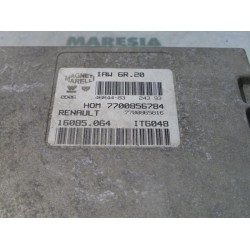 MARESIA
MAGNETI
MARELLI
IAW 6R.20
HOM 7700856784
RENAULT
16085.064 IT6048